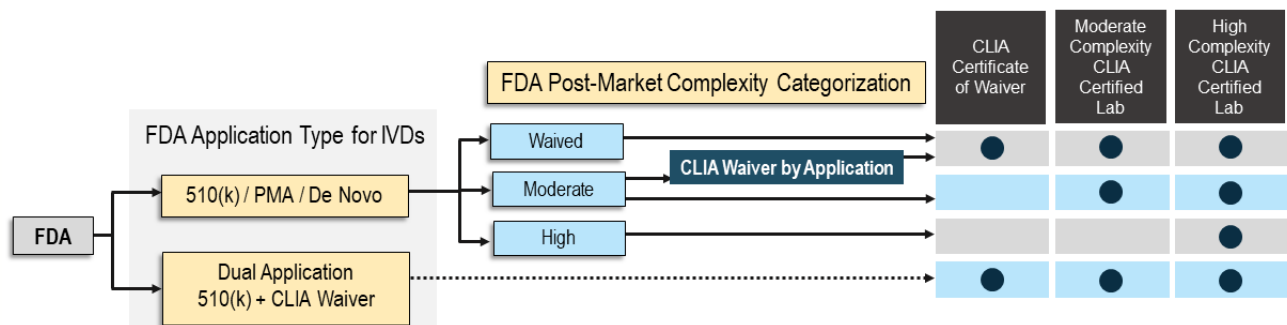 FDA
FDA Application Type for IVDs
510(k) / PMA / De Novo
Dual Application
510(k) + CLIA Waiver
FDA Post-Market Complexity Categorization
Waived
Moderate
High
CLIA Waiver by Application
CLIA
Certificate
of Waiver
Moderate
Complexity
CLIA
Certified
Lab
High
Complexity
CLIA
Certified
Lab